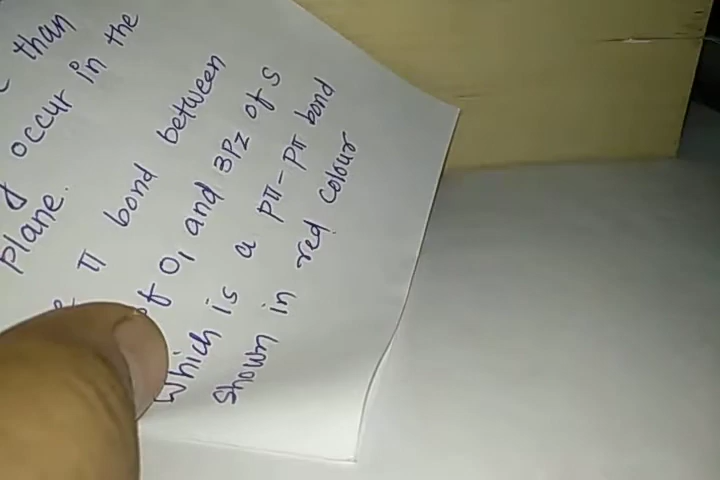 than
occur in the
plane.
π bond between
of O₁ and 3Pz of S
Which is a pπ-pπ bond
Shown in red colour